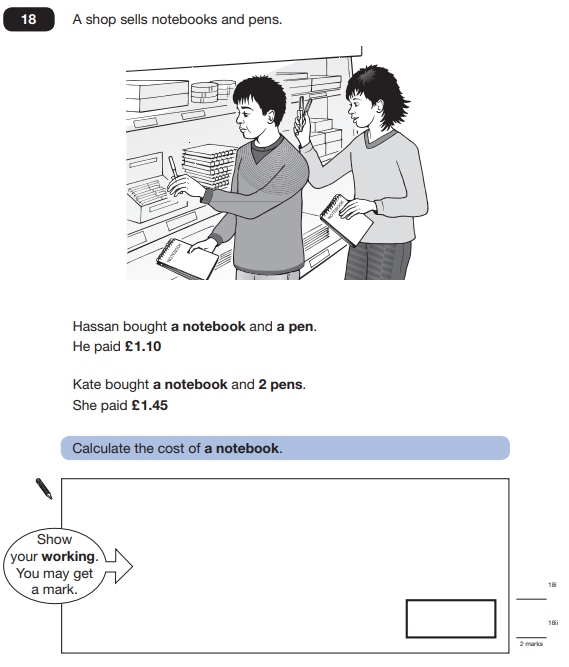 18
A shop sells notebooks and pens.
NOTEBOOK
NOTEBOOK
Hassan bought a notebook and a pen.
He paid £1.10
Kate bought a notebook and 2 pens.
She paid £1.45
Calculate the cost of a notebook.
Show
your working.
You may get
a mark.
18i
18ii
2 marks